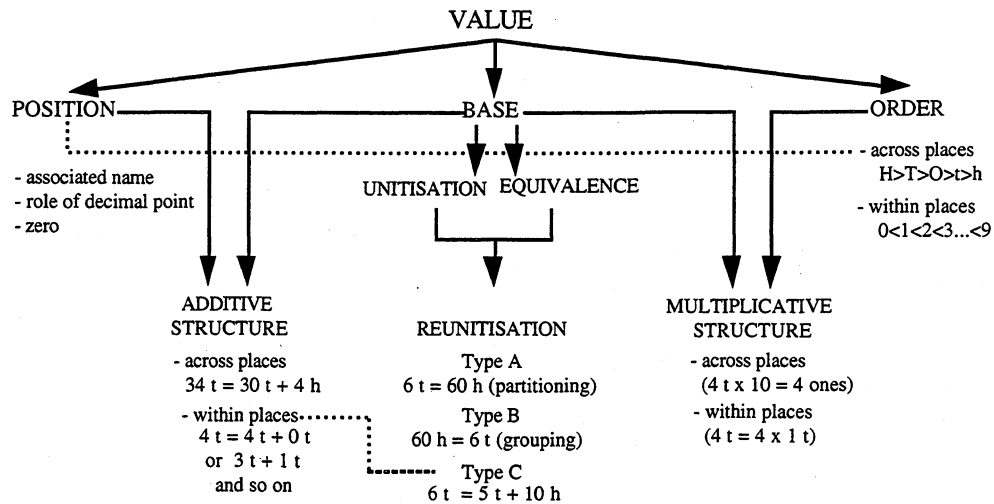 VALUE
POSITION
BASE
ORDER
- associated name
- role of decimal point
- zero
UNITISATION
EQUIVALENCE
- across places
H>T>O>t>h
- within places
0<1<2<3...<9
ADDITIVE
STRUCTURE
- across places
34 t = 30 t + 4 h
- within places
4 t = 4 t + 0 t
or 3 t + 1 t
and so on
REUNITISATION
Type A
6 t = 60 h (partitioning)
Type B
60 h = 6 t (grouping)
Type C
6 t = 5 t + 10 h
MULTIPLICATIVE
STRUCTURE
- across places
(4 t x 10 = 4 ones)
- within places
(4 t = 4 x 1 t)